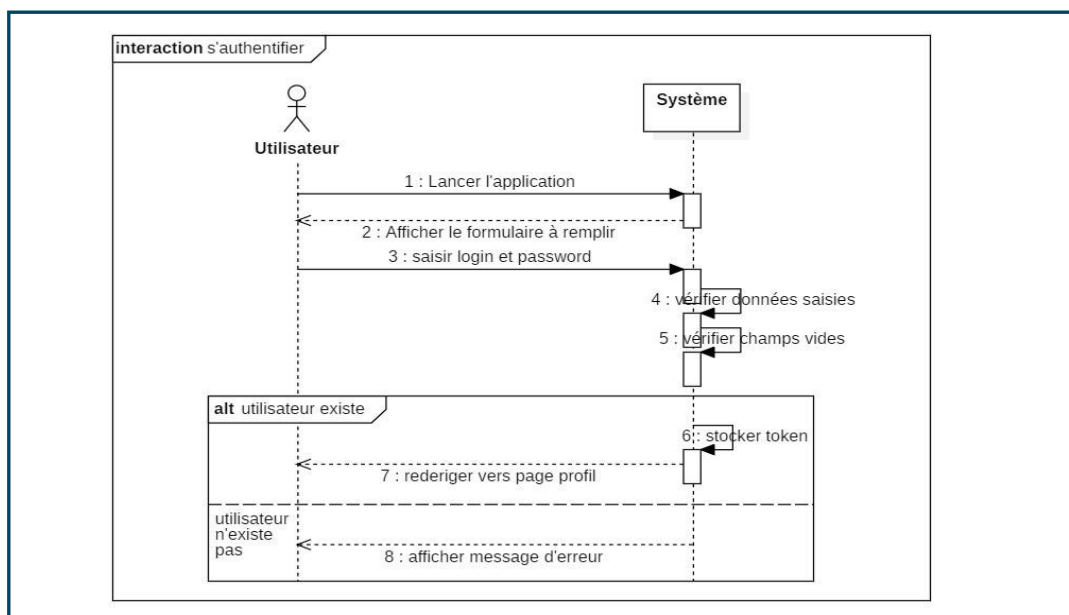 interaction s'authentifier
Utilisateur
Système
1 : Lancer l'application
2 : Afficher le formulaire à remplir
3 : saisir login et password
4 : vérifier données saisies
5 : vérifier champs vides
alt utilisateur existe
6 : stocker token
7 : rederiger vers page profil
utilisateur
n'existe
pas
8 : afficher message d'erreur